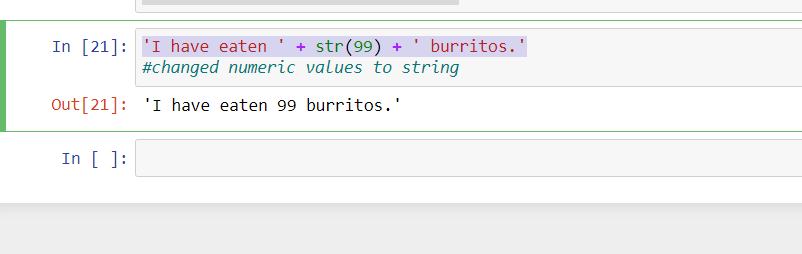 In [21]: 'I have eaten ' + str(99) + ' burritos.'
#changed numeric values to string
Out[21]: 'I have eaten 99 burritos.'
In [ ]: